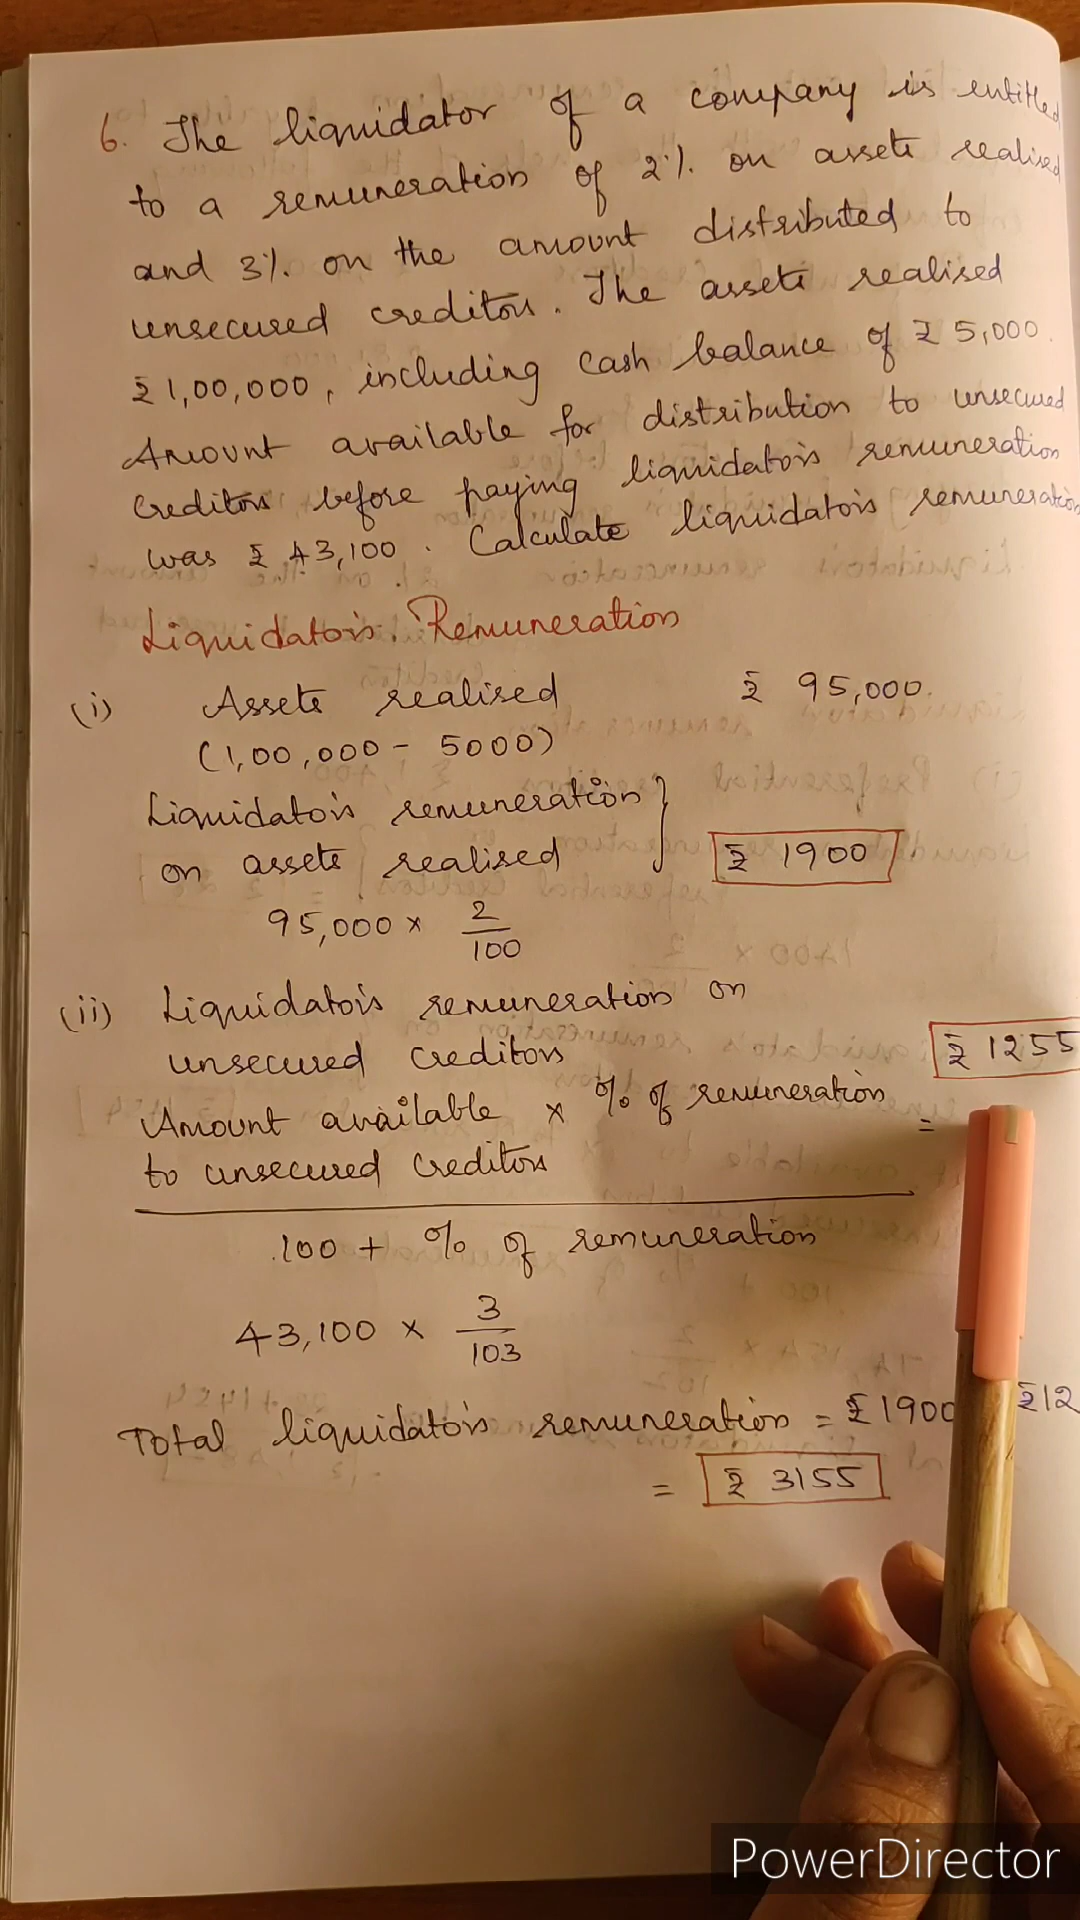 6. The liquidator of a company is entitled
to a remuneration of 2%. on assets realised
and 3%. on the amount distributed to
unsecured creditors. The assets realised
₹ 1,00,000, including cash balance of ₹ 5,000.
Amount available for distribution to unsecured
Creditors before paying liquidator's remuneration
was ₹ 43,100. Calculate liquidator's remuneration
Liquidator's Remuneration
(i) Assets realised ₹ 95,000.
(1,00,000 - 5000)
Liquidator's remuneration }
on assets realised ₹ 1900
95,000 × 2/100
(ii) Liquidator's remuneration on
unsecured Creditors ₹ 1255
Amount available × % of remuneration =
to unsecured Creditors
100 + % of remuneration
43,100 × 3/103
Total liquidator's remuneration = ₹ 1900 ₹12
= ₹ 3155
PowerDirector